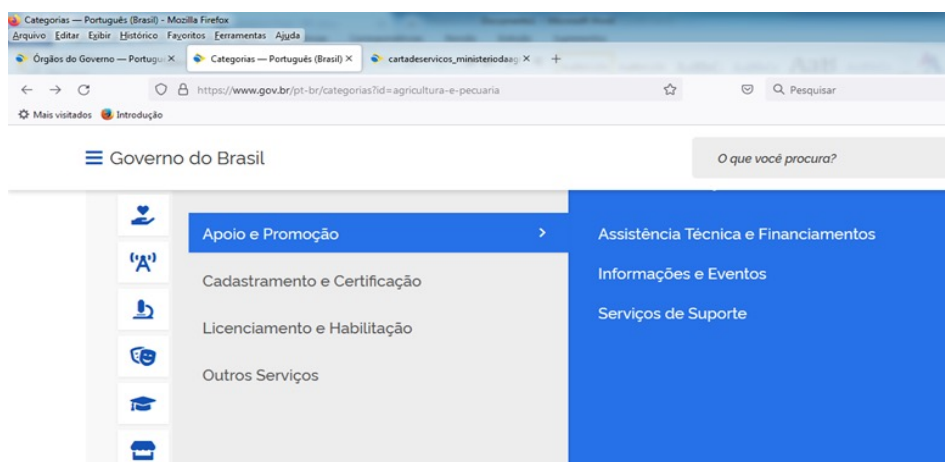 Categorias — Português (Brasil) - Mozilla Firefox
Arquivo Editar Exibir Histórico Favoritos Ferramentas Ajuda
Órgãos do Governo — Portugu × Categorias — Português (Brasil) × cartadeservicos_ministeriodaag × +
https://www.gov.br/pt-br/categorias?id=agricultura-e-pecuaria Pesquisar
Mais visitados Introdução
Governo do Brasil O que você procura?
Apoio e Promoção Assistência Técnica e Financiamentos
Cadastramento e Certificação Informações e Eventos
Licenciamento e Habilitação Serviços de Suporte
Outros Serviços